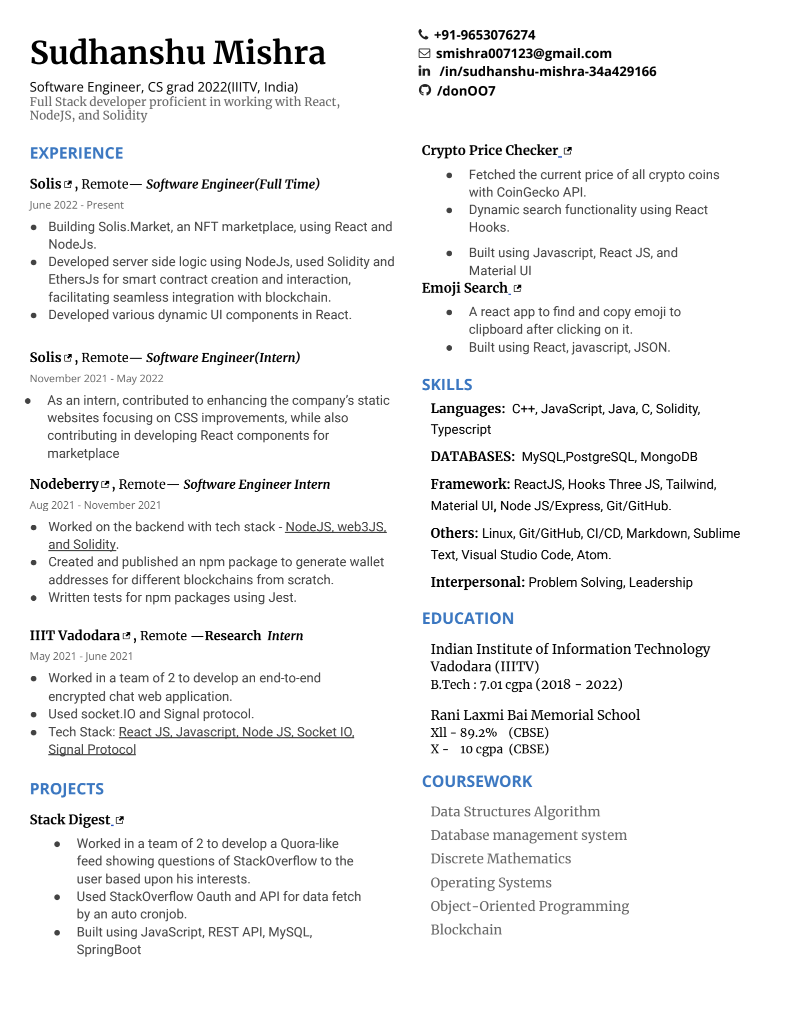 Sudhanshu Mishra
Software Engineer, CS grad 2022(IIITV, India)
Full Stack developer proficient in working with React,
NodeJS, and Solidity
+91-9653076274
smishra007123@gmail.com
/in/sudhanshu-mishra-34a429166
/donOO7
EXPERIENCE
Solis , Remote— Software Engineer(Full Time)
June 2022 - Present
● Building Solis.Market, an NFT marketplace, using React and
NodeJs.
● Developed server side logic using NodeJs, used Solidity and
EthersJs for smart contract creation and interaction,
facilitating seamless integration with blockchain.
● Developed various dynamic UI components in React.
Solis , Remote— Software Engineer(Intern)
November 2021 - May 2022
● As an intern, contributed to enhancing the company's static
websites focusing on CSS improvements, while also
contributing in developing React components for
marketplace
Nodeberry , Remote— Software Engineer Intern
Aug 2021 - November 2021
● Worked on the backend with tech stack - NodeJS, web3JS,
and Solidity.
● Created and published an npm package to generate wallet
addresses for different blockchains from scratch.
● Written tests for npm packages using Jest.
IIIT Vadodara , Remote —Research Intern
May 2021 - June 2021
● Worked in a team of 2 to develop an end-to-end
encrypted chat web application.
● Used socket.IO and Signal protocol.
● Tech Stack: React JS, Javascript, Node JS, Socket IO,
Signal Protocol
PROJECTS
Stack Digest
● Worked in a team of 2 to develop a Quora-like
feed showing questions of StackOverflow to the
user based upon his interests.
● Used StackOverflow Oauth and API for data fetch
by an auto cronjob.
● Built using JavaScript, REST API, MySQL,
SpringBoot
Crypto Price Checker
● Fetched the current price of all crypto coins
with CoinGecko API.
● Dynamic search functionality using React
Hooks.
● Built using Javascript, React JS, and
Material UI
Emoji Search
● A react app to find and copy emoji to
clipboard after clicking on it.
● Built using React, javascript, JSON.
SKILLS
Languages: C++, JavaScript, Java, C, Solidity,
Typescript
DATABASES: MySQL,PostgreSQL, MongoDB
Framework: ReactJS, Hooks Three JS, Tailwind,
Material UI, Node JS/Express, Git/GitHub.
Others: Linux, Git/GitHub, CI/CD, Markdown, Sublime
Text, Visual Studio Code, Atom.
Interpersonal: Problem Solving, Leadership
EDUCATION
Indian Institute of Information Technology
Vadodara (IIITV)
B.Tech : 7.01 cgpa (2018 - 2022)
Rani Laxmi Bai Memorial School
Xll - 89.2% (CBSE)
X - 10 cgpa (CBSE)
COURSEWORK
Data Structures Algorithm
Database management system
Discrete Mathematics
Operating Systems
Object-Oriented Programming
Blockchain